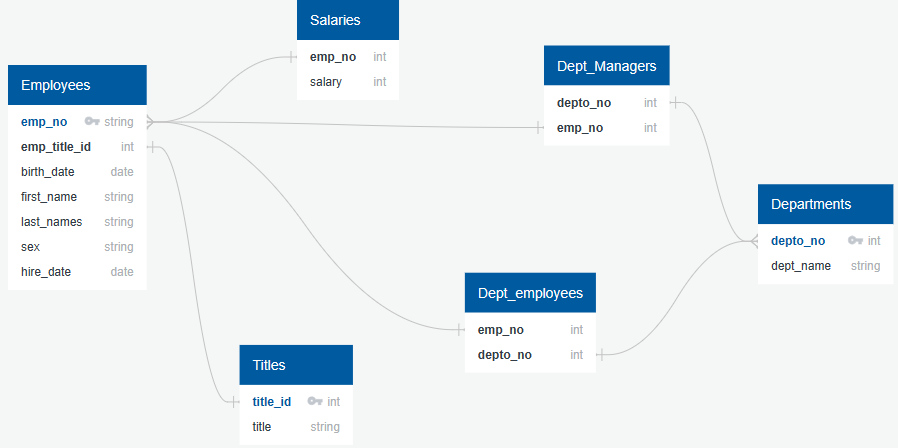 Salaries
emp_no int
salary int
Dept_Managers
depto_no int
emp_no int
Employees
emp_no string
emp_title_id int
birth_date date
first_name string
last_names string
sex string
hire_date date
Departments
depto_no int
dept_name string
Dept_employees
emp_no int
depto_no int
Titles
title_id int
title string